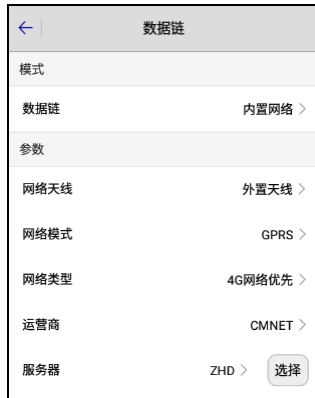 数据链
模式
数据链 内置网络
参数
网络天线 外置天线
网络模式 GPRS
网络类型 4G网络优先
运营商 CMNET
服务器 ZHD 选择